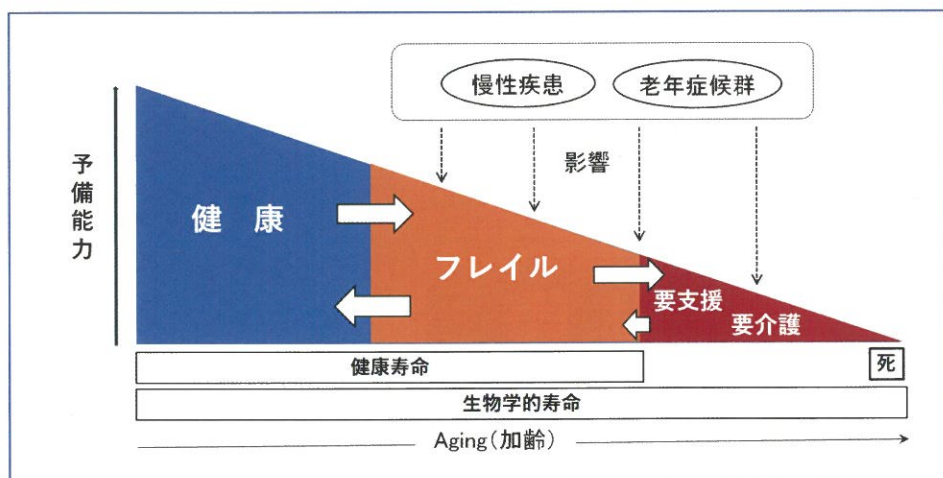 慢性疾患
老年症候群
影響
予備能力
健 康
フレイル
要支援
要介護
健康寿命
死
生物学的寿命
Aging（加齢）